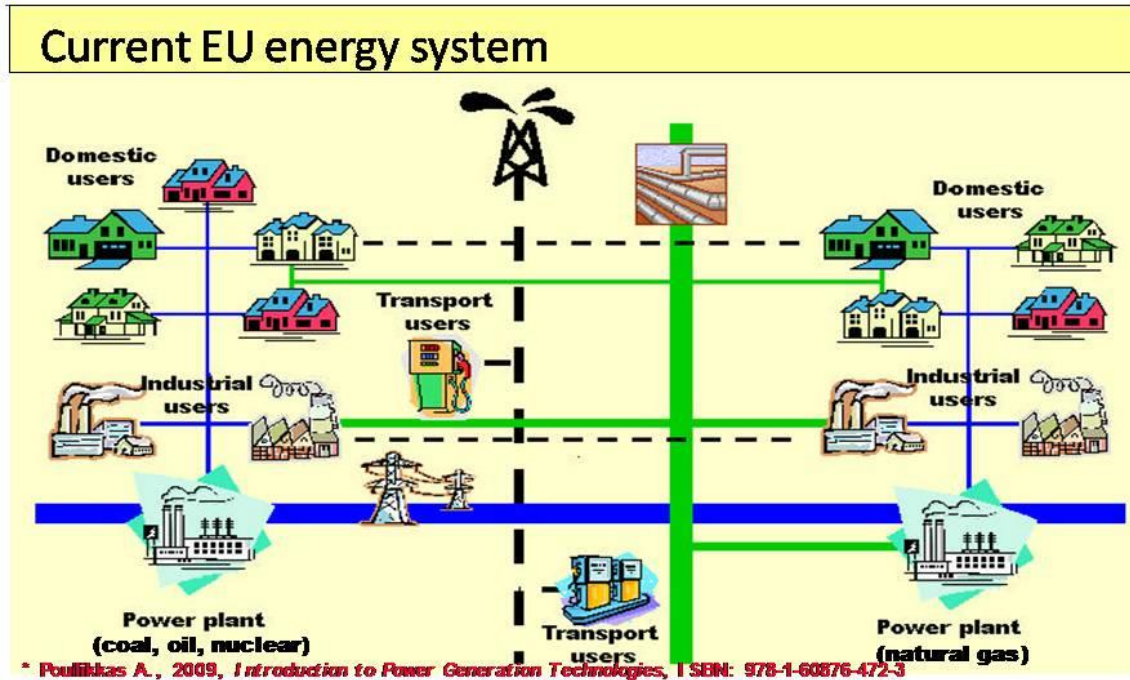 Current EU energy system
Domestic
users
Domestic
users
Transport
users
Industrial
users
Industrial
users
Power plant
(coal, oil, nuclear)
Transport
users
Power plant
(natural gas)
* Poullikkas A., 2009, Introduction to Power Generation Technologies, ISBN: 978-1-60876-472-3